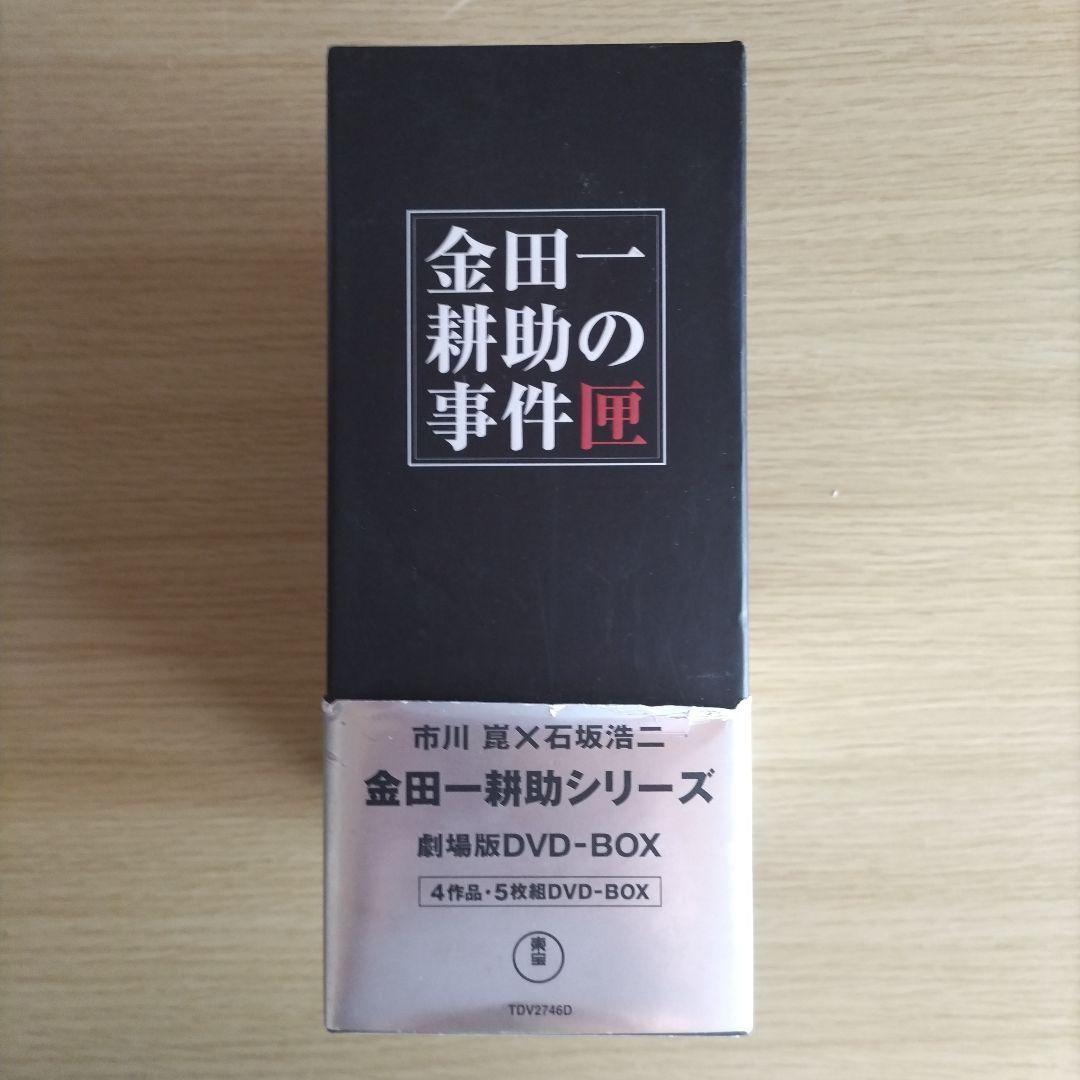 金田一
耕助の
事件匣
市川 崑×石坂浩二
金田一耕助シリーズ
劇場版DVD-BOX
4作品・5枚組DVD-BOX
東宝
TDV2746D